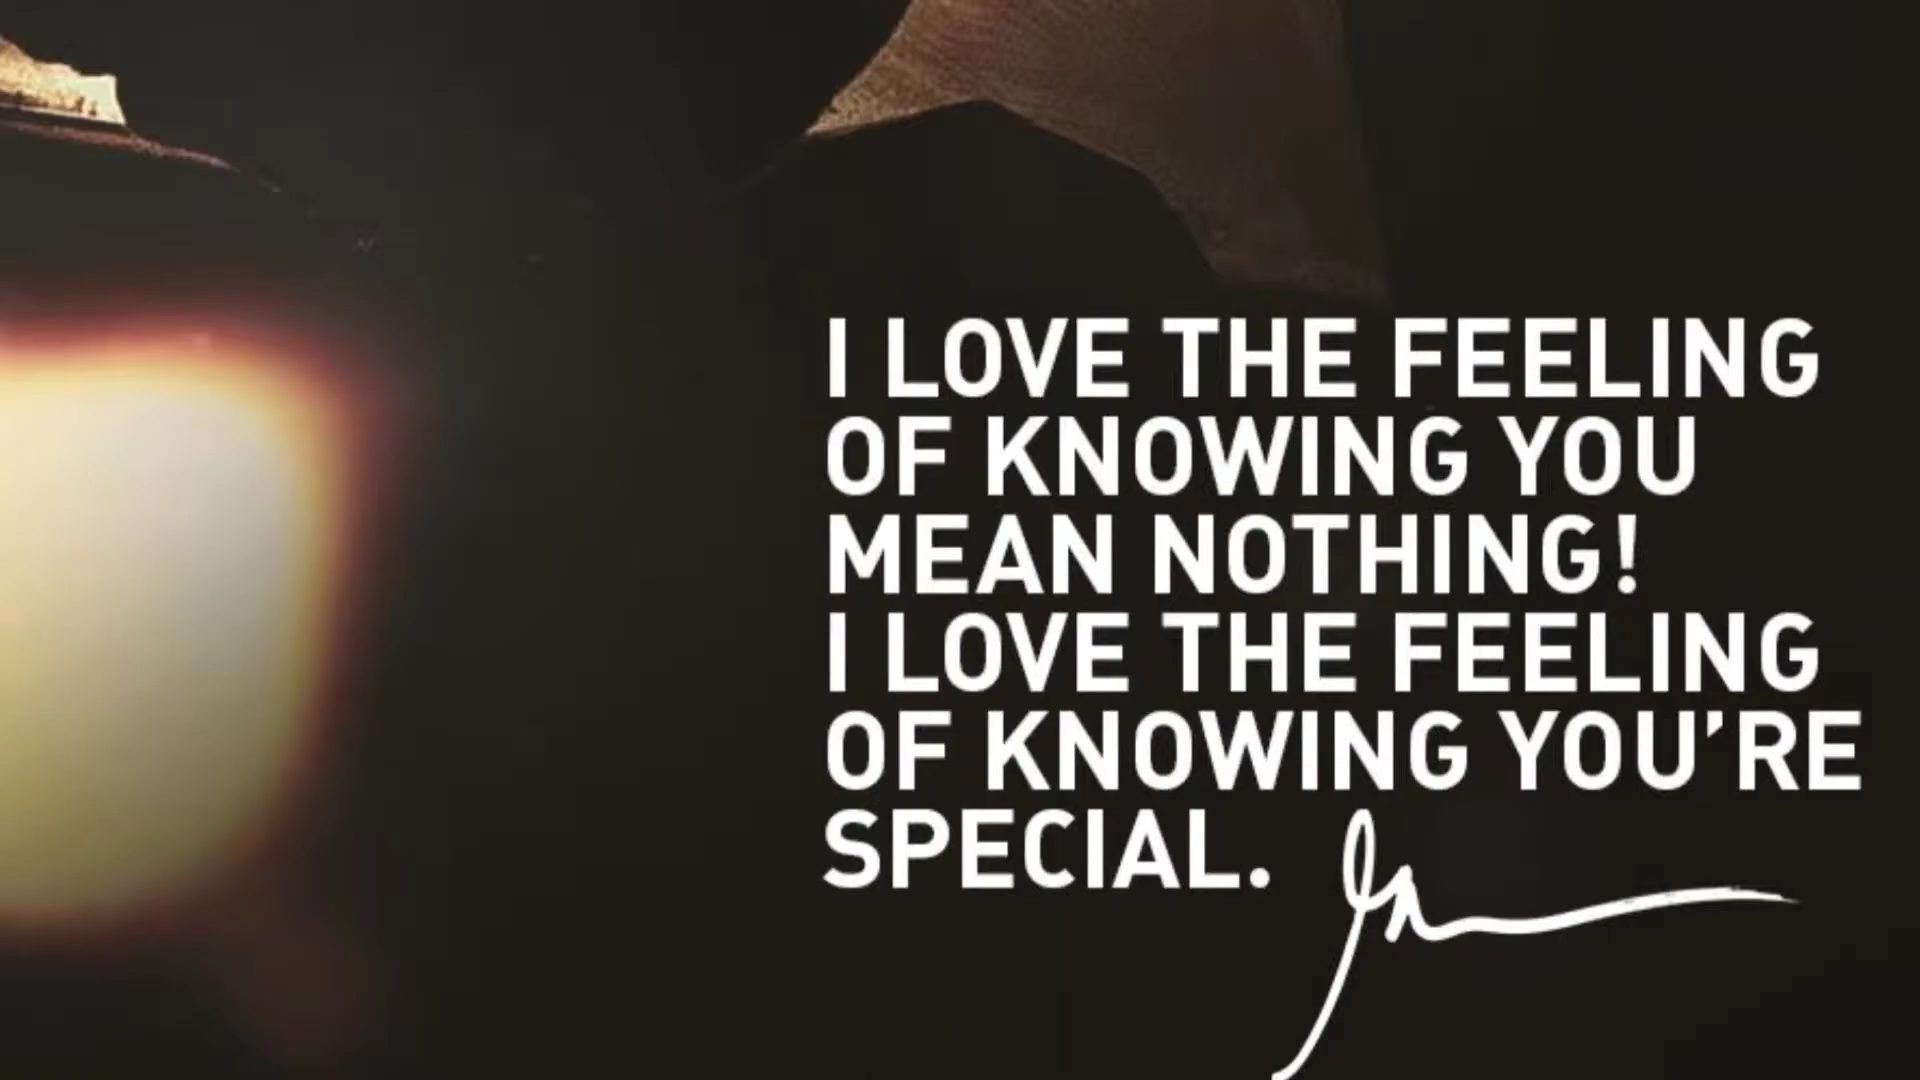 I LOVE THE FEELING
OF KNOWING YOU
MEAN NOTHING!
I LOVE THE FEELING
OF KNOWING YOU'RE
SPECIAL.